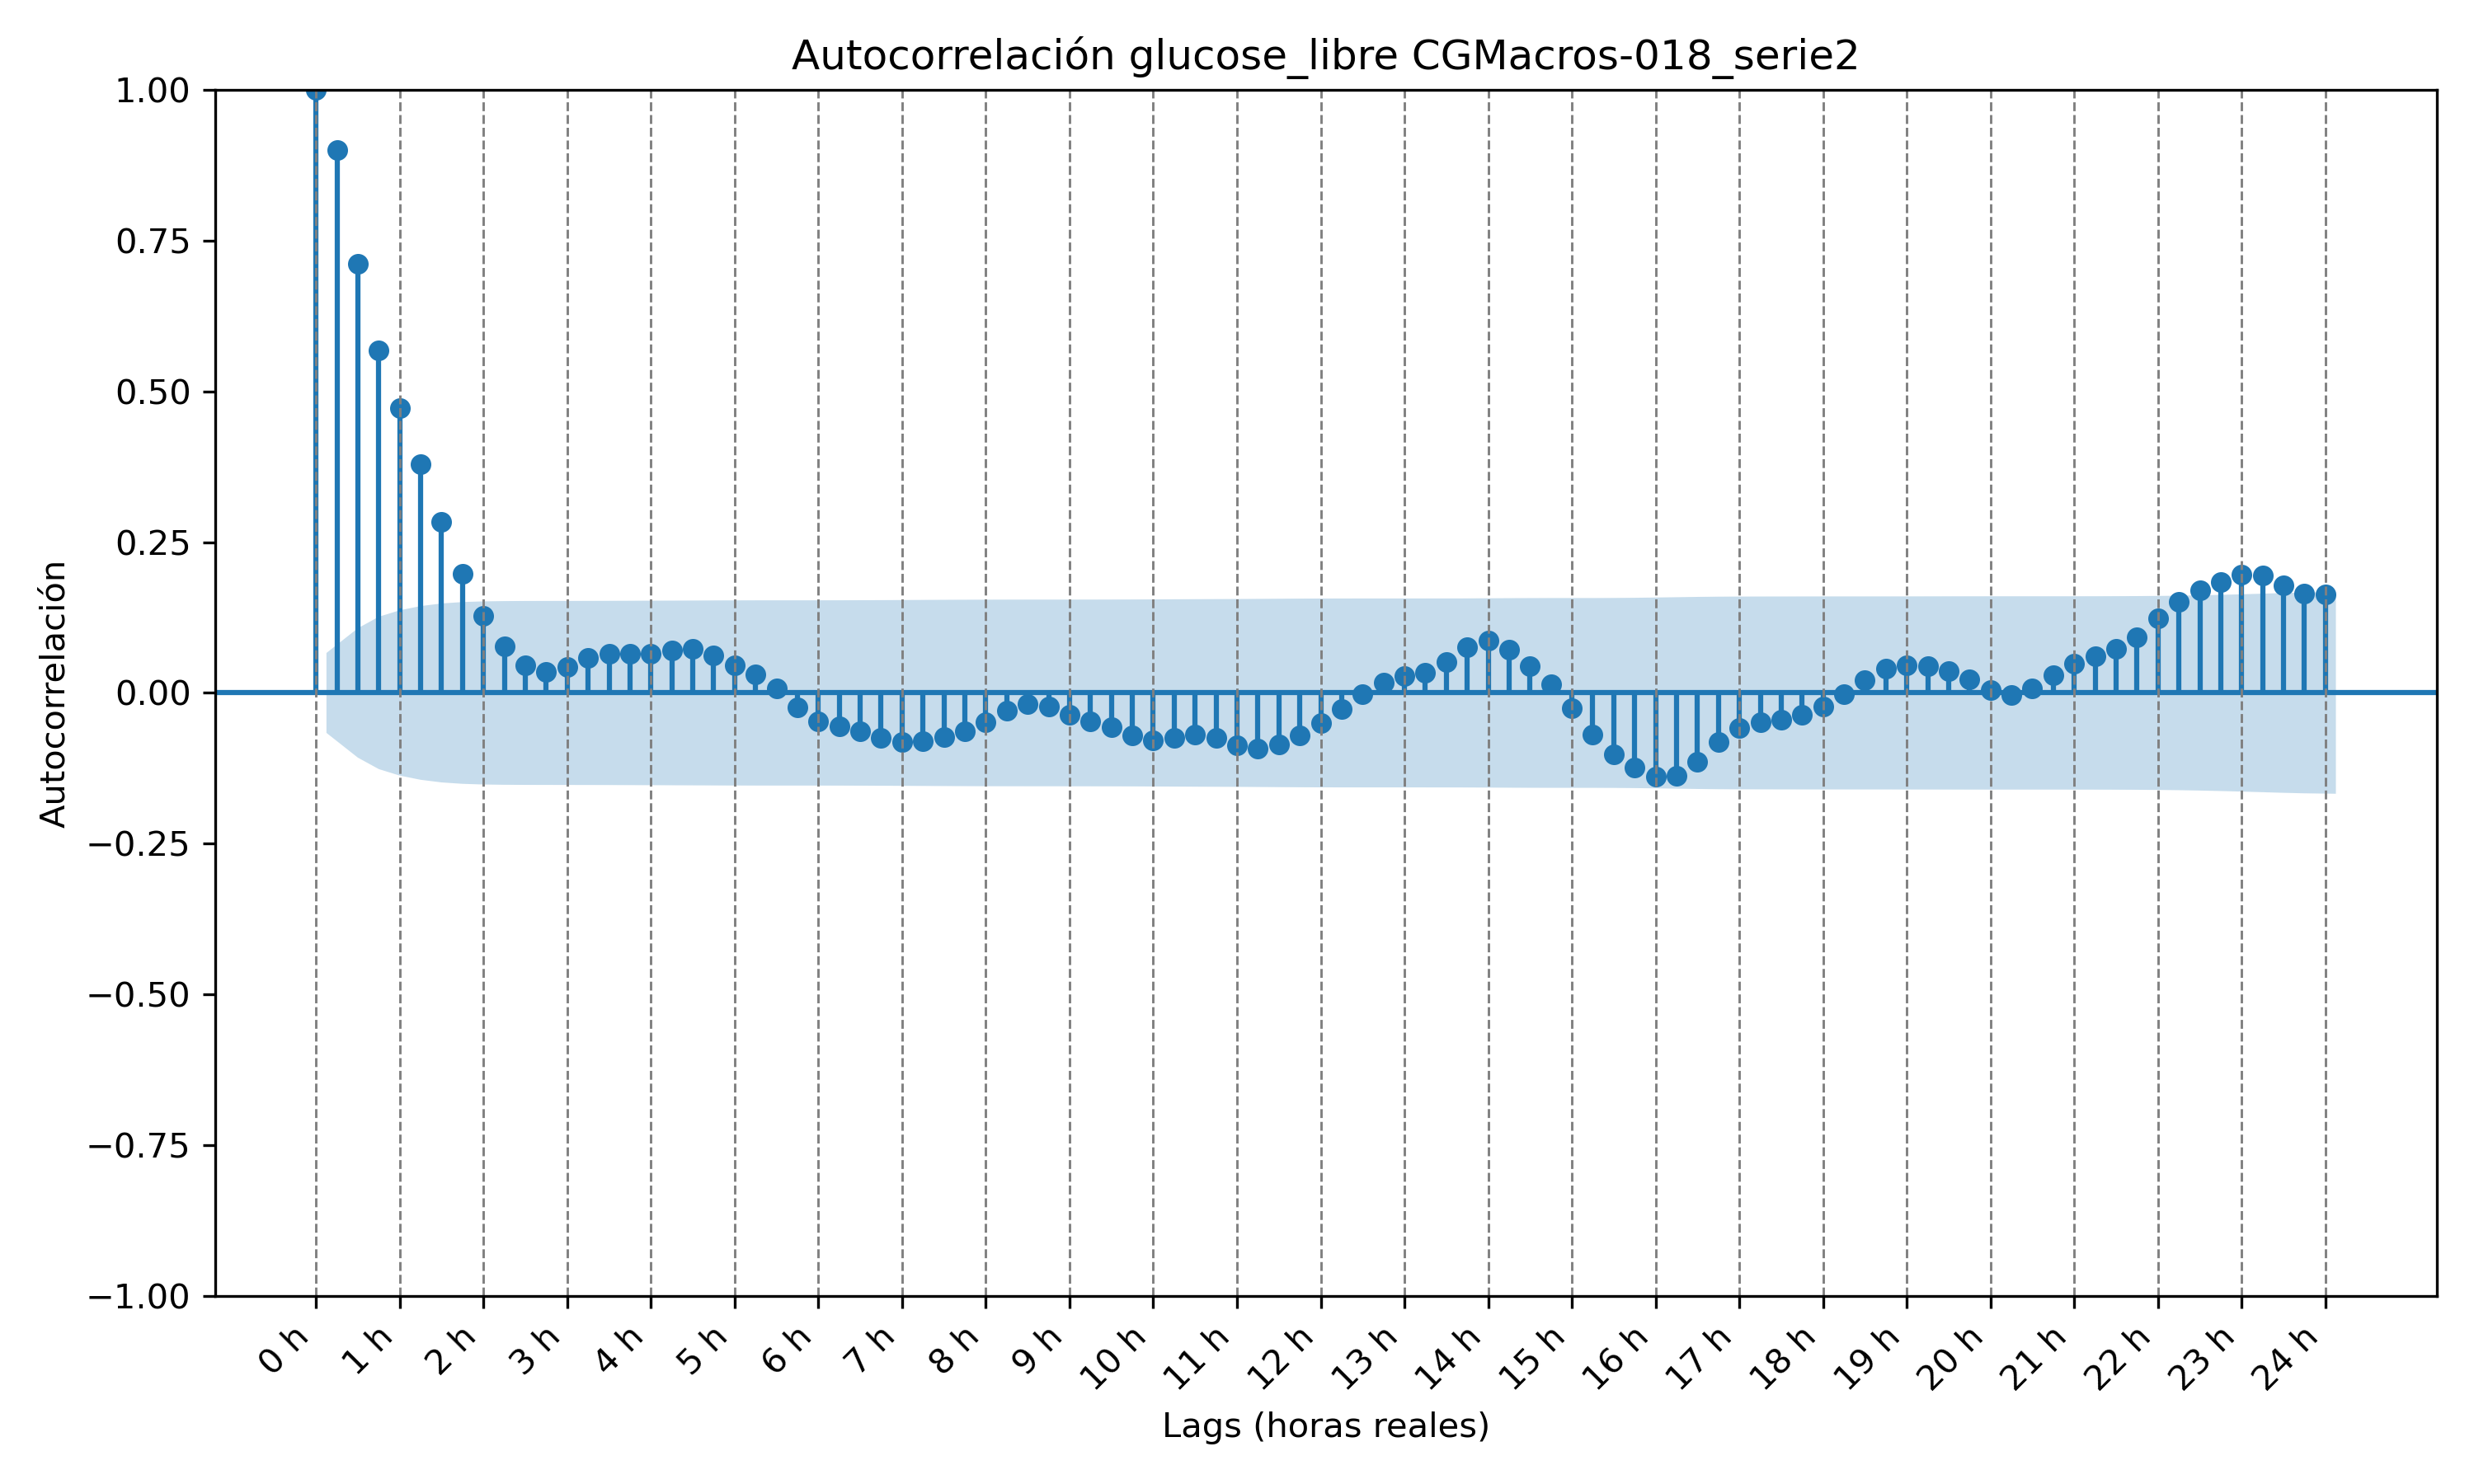 Autocorrelación glucose_libre CGMacros-018_serie2
1.00
0.75
0.50
0.25
0.00
−0.25
−0.50
−0.75
−1.00
Autocorrelación
0 h
1 h
2 h
3 h
4 h
5 h
6 h
7 h
8 h
9 h
10 h
11 h
12 h
13 h
14 h
15 h
16 h
17 h
18 h
19 h
20 h
21 h
22 h
23 h
24 h
Lags (horas reales)